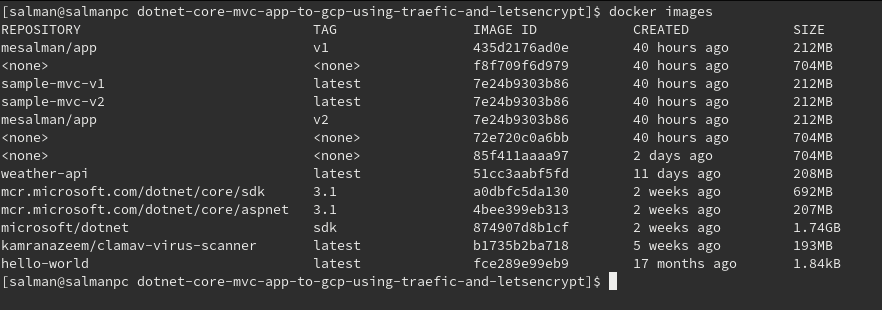 [salman@salmanpc dotnet-core-mvc-app-to-gcp-using-traefic-and-letsencrypt]$ docker images
REPOSITORY TAG IMAGE ID CREATED SIZE
mesalman/app v1 435d2176ad0e 40 hours ago 212MB
<none> <none> f8f709f6d979 40 hours ago 704MB
sample-mvc-v1 latest 7e24b9303b86 40 hours ago 212MB
sample-mvc-v2 latest 7e24b9303b86 40 hours ago 212MB
mesalman/app v2 7e24b9303b86 40 hours ago 212MB
<none> <none> 72e720c0a6bb 40 hours ago 704MB
<none> <none> 85f411aaaa97 2 days ago 704MB
weather-api latest 51cc3aabf5fd 11 days ago 208MB
mcr.microsoft.com/dotnet/core/sdk 3.1 a0dbfc5da130 2 weeks ago 692MB
mcr.microsoft.com/dotnet/core/aspnet 3.1 4bee399eb313 2 weeks ago 207MB
microsoft/dotnet sdk 874907d8b1cf 2 weeks ago 1.74GB
kamranazeem/clamav-virus-scanner latest b1735b2ba718 5 weeks ago 193MB
hello-world latest fce289e99eb9 17 months ago 1.84kB
[salman@salmanpc dotnet-core-mvc-app-to-gcp-using-traefic-and-letsencrypt]$